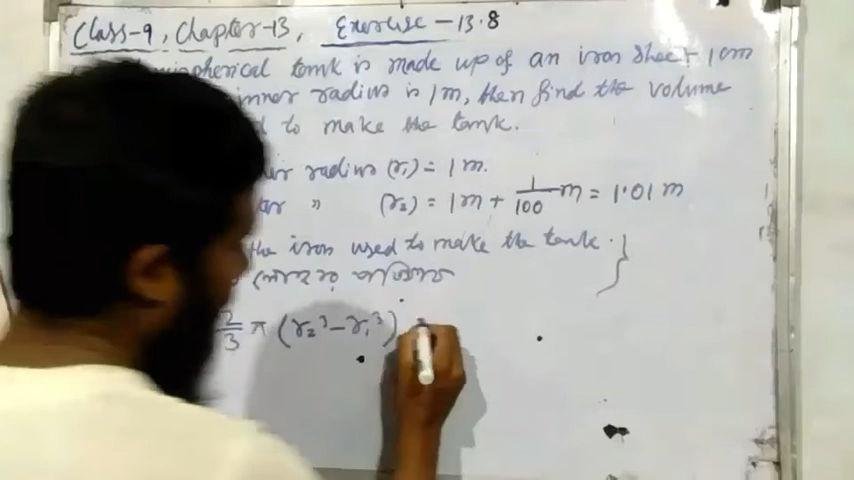 Class-9, Chapter-13, Exercise-13.8
hemispherical tank is made up of an iron sheet 1cm
inner radius is 1m, then find the volume
to make the tank.
radius (r₁) = 1m.
" (r₂) = 1m + 1/100 m = 1.01 m
the iron used to make the tank. }
2/3 π (r₂³ - r₁³)